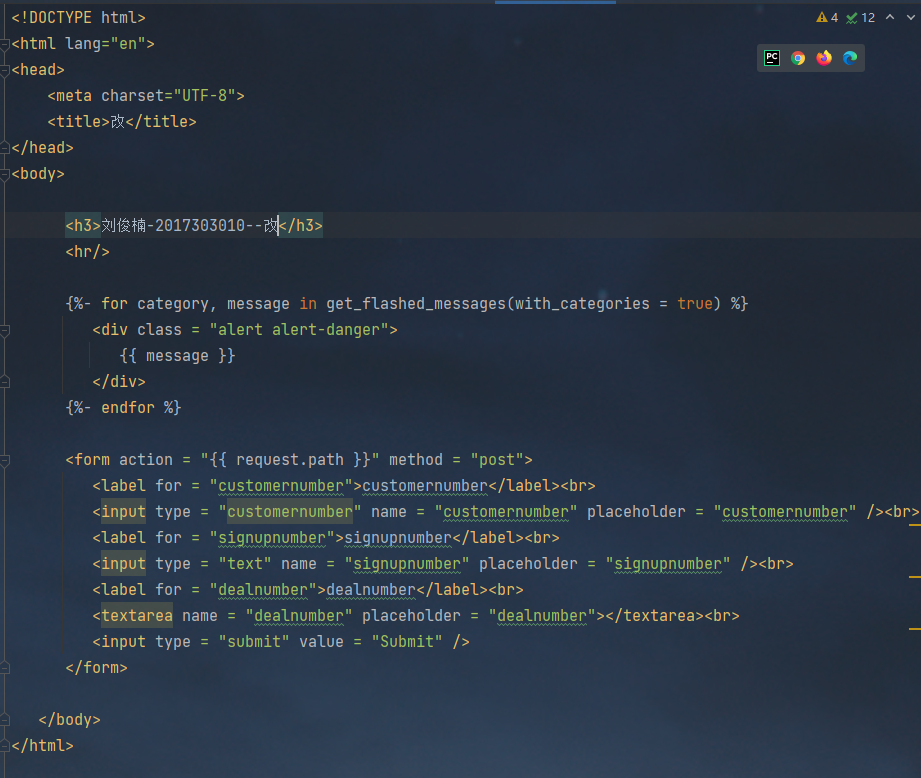 <!DOCTYPE html>
4 12
<html lang="en">
<head>
PC
<meta charset="UTF-8">
<title>改</title>
</head>
<body>
<h3>刘俊楠-2017303010--改</h3>
<hr/>
{%- for category, message in get_flashed_messages(with_categories = true) %}
<div class = "alert alert-danger">
{{ message }}
</div>
{%- endfor %}
<form action = "{{ request.path }}" method = "post">
<label for = "customernumber">customernumber</label><br>
<input type = "customernumber" name = "customernumber" placeholder = "customernumber" /><br>
<label for = "signupnumber">signupnumber</label><br>
<input type = "text" name = "signupnumber" placeholder = "signupnumber" /><br>
<label for = "dealnumber">dealnumber</label><br>
<textarea name = "dealnumber" placeholder = "dealnumber"></textarea><br>
<input type = "submit" value = "Submit" />
</form>
</body>
</html>